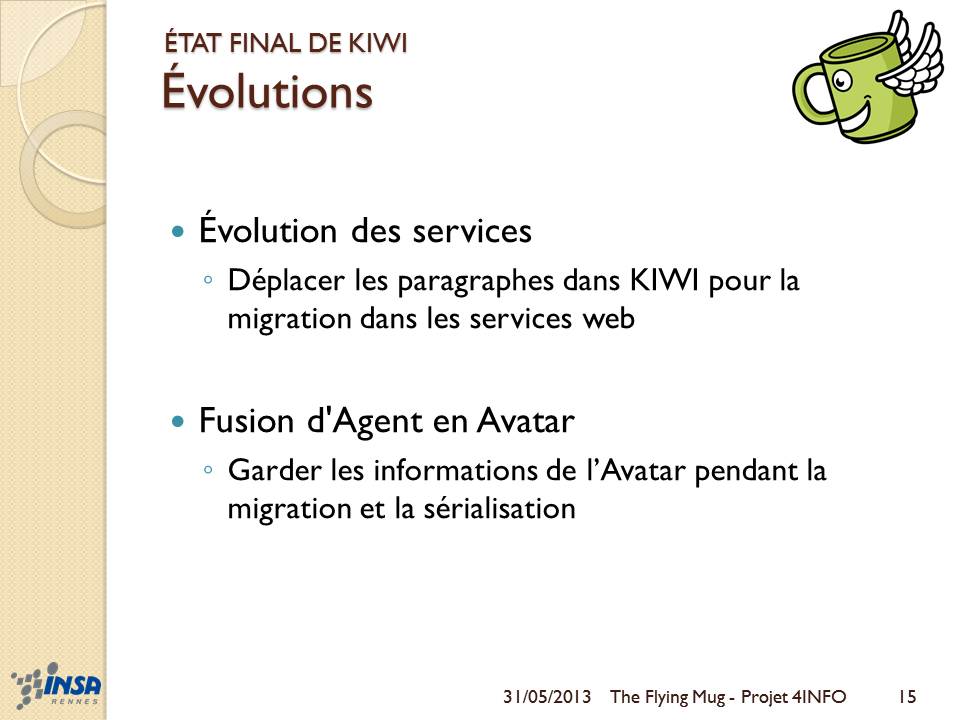 ÉTAT FINAL DE KIWI
Évolutions
• Évolution des services
◦ Déplacer les paragraphes dans KIWI pour la
migration dans les services web
• Fusion d'Agent en Avatar
◦ Garder les informations de l’Avatar pendant la
migration et la sérialisation
INSA
RENNES
31/05/2013 The Flying Mug - Projet 4INFO 15